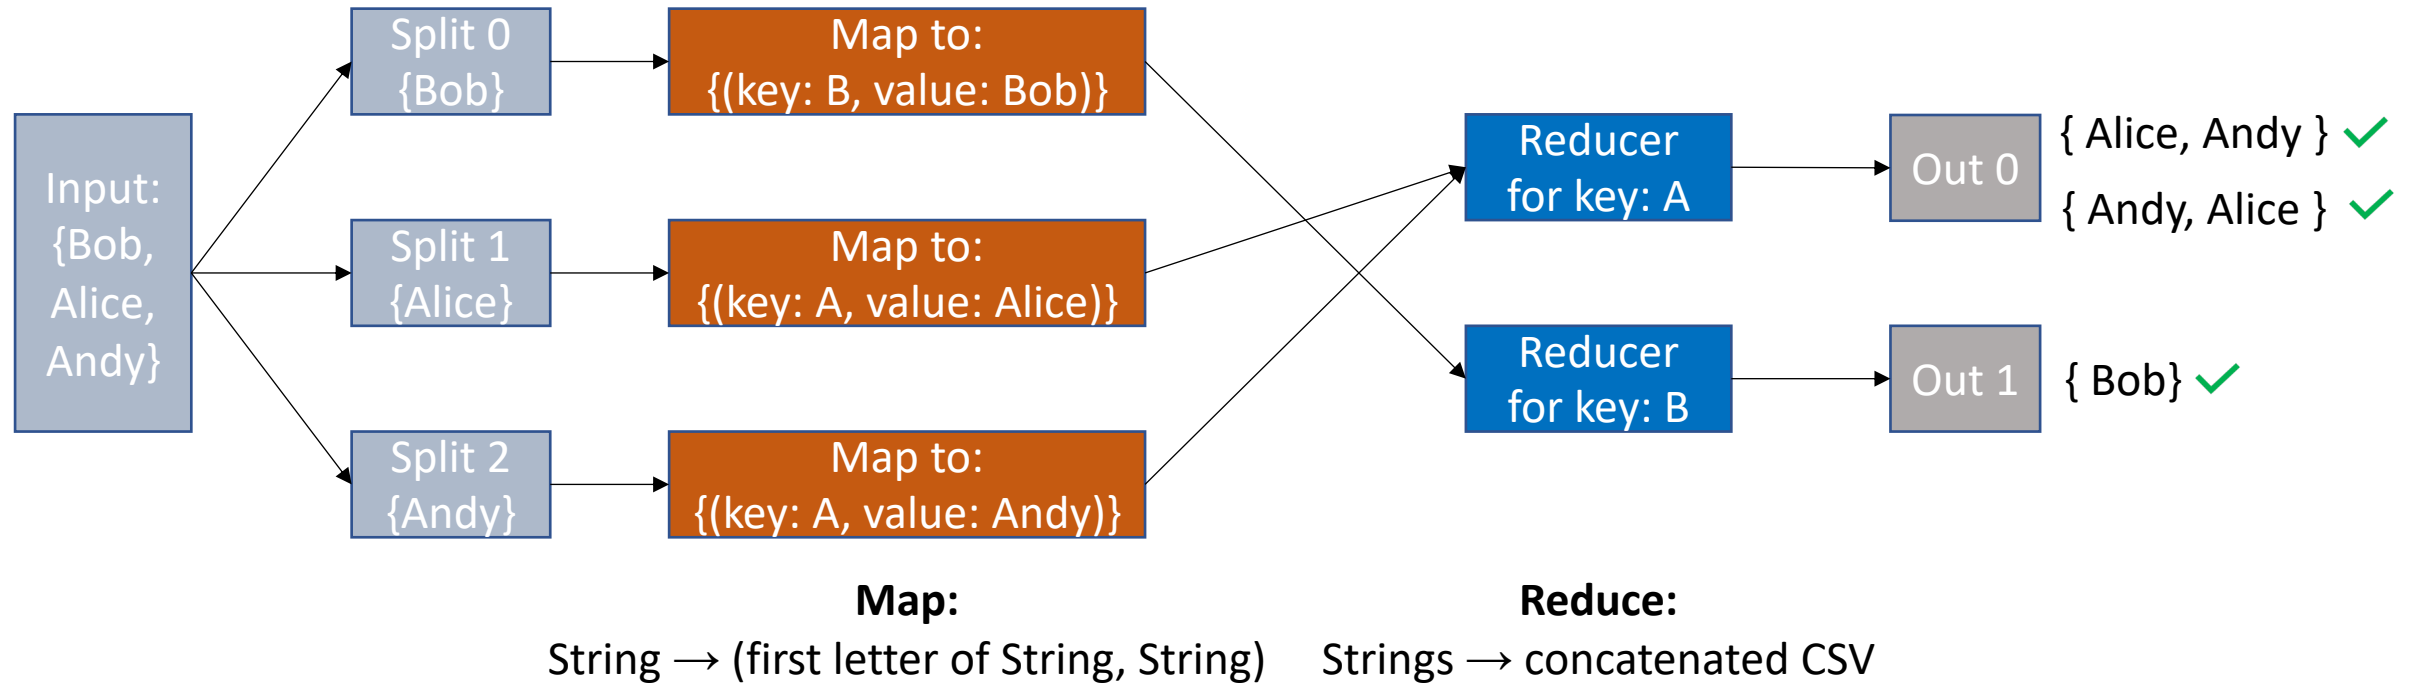 Input:
{Bob,
Alice,
Andy}
Split 0
{Bob}
Split 1
{Alice}
Split 2
{Andy}
Map to:
{(key: B, value: Bob)}
Map to:
{(key: A, value: Alice)}
Map to:
{(key: A, value: Andy)}
Reducer
for key: A
Reducer
for key: B
Out 0
Out 1
{ Alice, Andy }
{ Andy, Alice }
{ Bob}
Map:
String → (first letter of String, String)
Reduce:
Strings → concatenated CSV